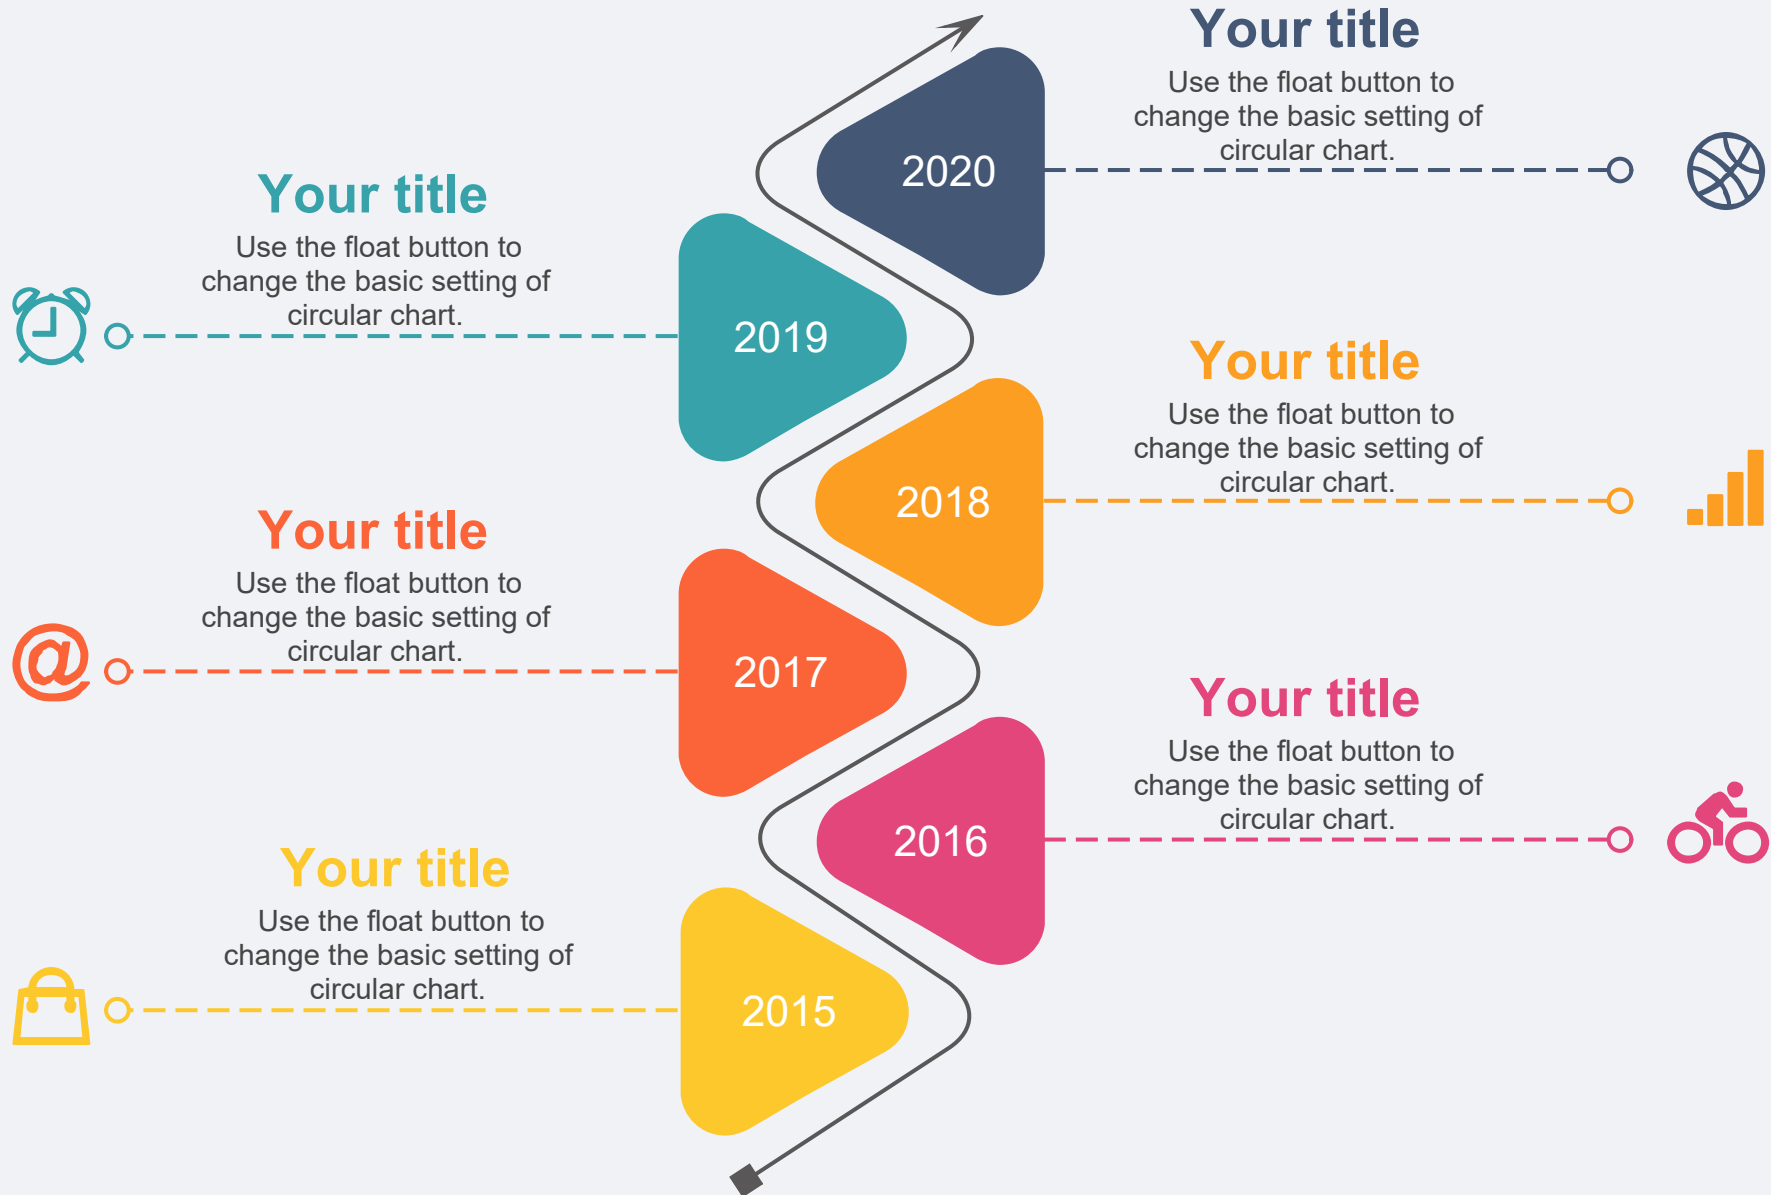 Your title
Use the float button to
change the basic setting of
circular chart.
2020
Your title
Use the float button to
change the basic setting of
circular chart.
2019
Your title
Use the float button to
change the basic setting of
circular chart.
2018
Your title
Use the float button to
change the basic setting of
circular chart.
2017
@
Your title
Use the float button to
change the basic setting of
circular chart.
2016
Your title
Use the float button to
change the basic setting of
circular chart.
2015